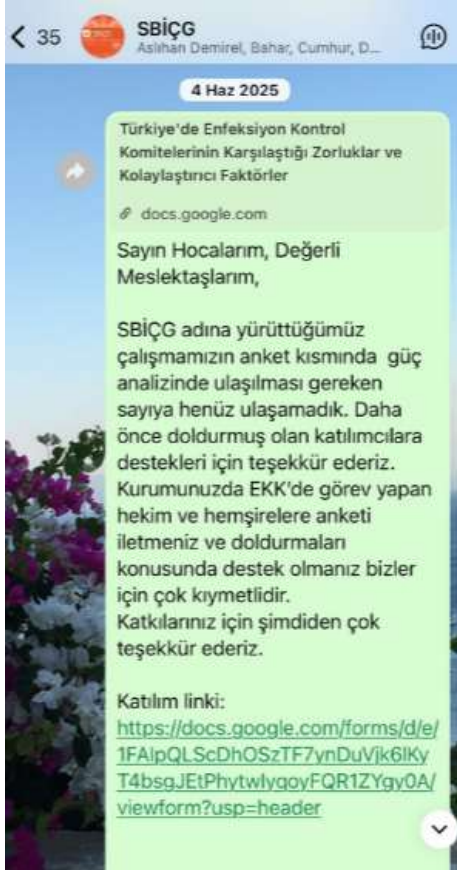 35
SBİÇG
Aslıhan Demirel, Bahar, Cumhur, D...
4 Haz 2025
Türkiye'de Enfeksiyon Kontrol
Komitelerinin Karşılaştığı Zorluklar ve
Kolaylaştırıcı Faktörler
docs.google.com
Sayın Hocalarım, Değerli
Meslektaşlarım,
SBİÇG adına yürüttüğümüz
çalışmamızın anket kısmında güç
analizinde ulaşılması gereken
sayıya henüz ulaşamadık. Daha
önce doldurmuş olan katılımcılara
destekleri için teşekkür ederiz.
Kurumunuzda EKK'de görev yapan
hekim ve hemşirelere anketi
iletmeniz ve doldurmaları
konusunda destek olmanız bizler
için çok kıymetlidir.
Katkılarınız için şimdiden çok
teşekkür ederiz.
Katılım linki:
https://docs.google.com/forms/d/e/
1FAIpQLScDhOSzTF7ynDuVjk6lKy
T4bsgJEtPhytwIyqoyFQR1ZYgy0A/
viewform?usp=header